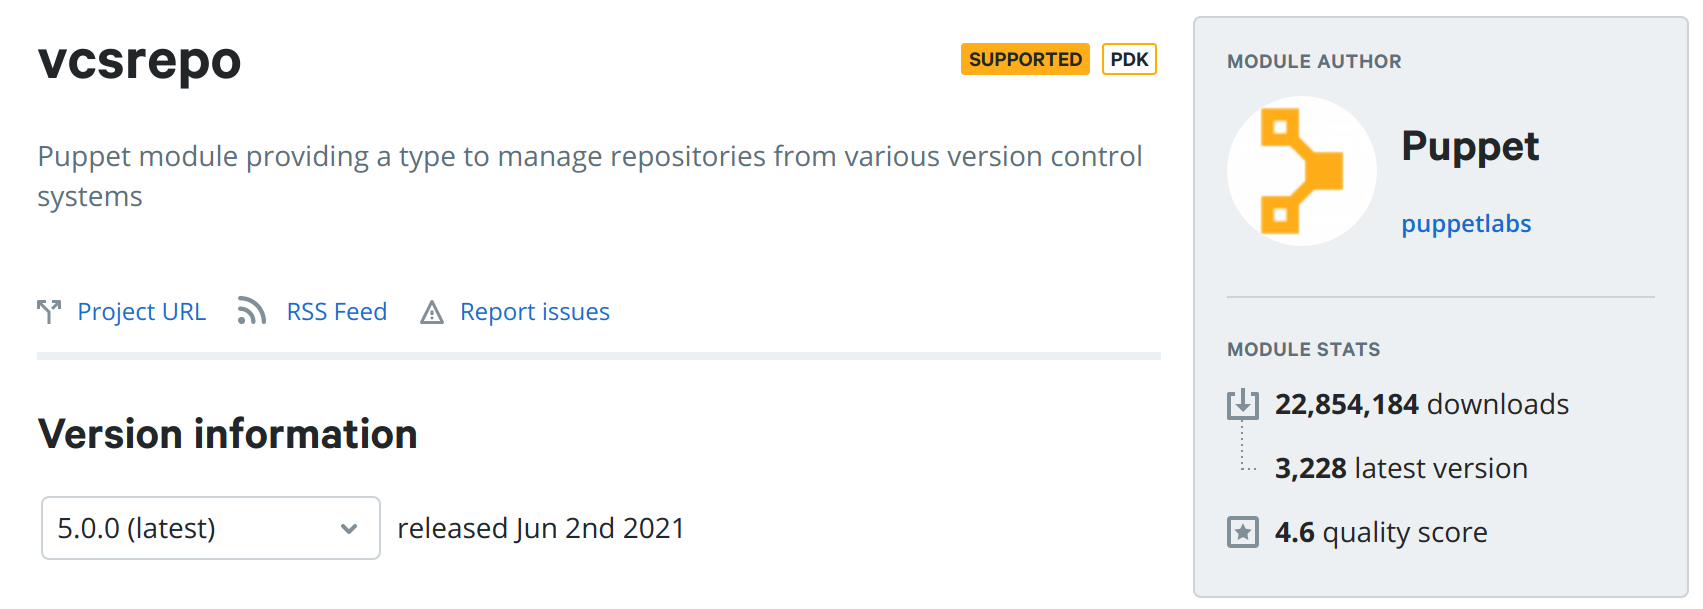 vcsrepo
SUPPORTED PDK
Puppet module providing a type to manage repositories from various version control
systems
Project URL RSS Feed Report issues
Version information
5.0.0 (latest) released Jun 2nd 2021
MODULE AUTHOR
Puppet
puppetlabs
MODULE STATS
22,854,184 downloads
3,228 latest version
4.6 quality score